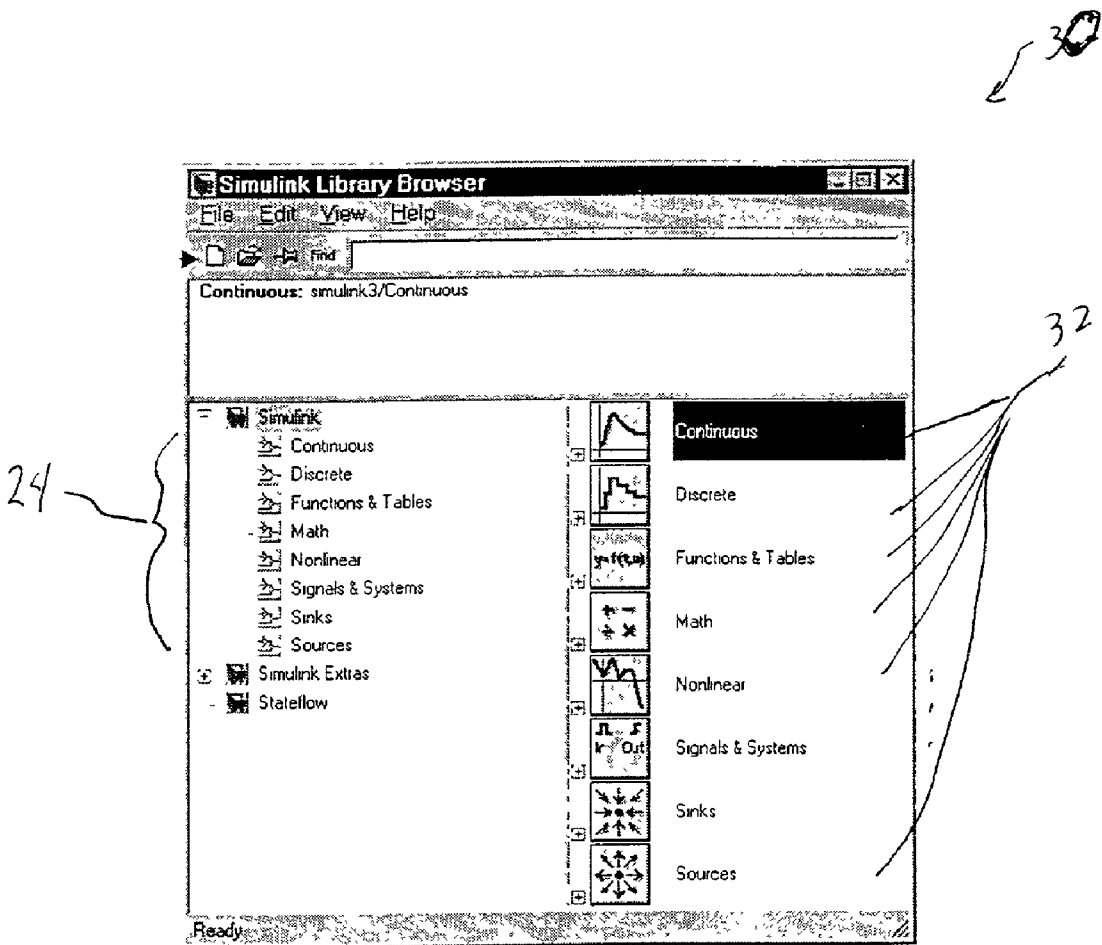 30
Simulink Library Browser
File Edit View Help
Find
Continuous: simulink3/Continuous
32
24
Simulink
Continuous
Discrete
Functions & Tables
Math
Nonlinear
Signals & Systems
Sinks
Sources
Simulink Extras
Stateflow
Continuous
Discrete
y=f(t,u)
Functions & Tables
Math
Nonlinear
In Out
Signals & Systems
Sinks
Sources
Ready